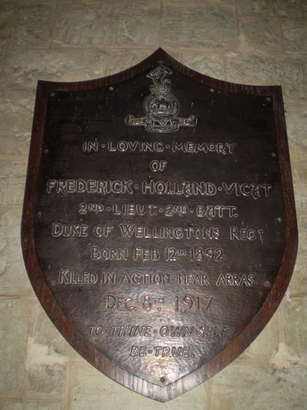 IN · LOVING · MEMORY
OF
FREDERICK · HOLLAND · VICAT
2ND · LIEUT · 2ND · BATT.
DUKE OF WELLINGTONS REGT
BORN FEB 12TH 1892
KILLED IN ACTION NEAR ARRAS
DEC. 8TH 1917
TO · THINE · OWN SELF
BE · TRUE